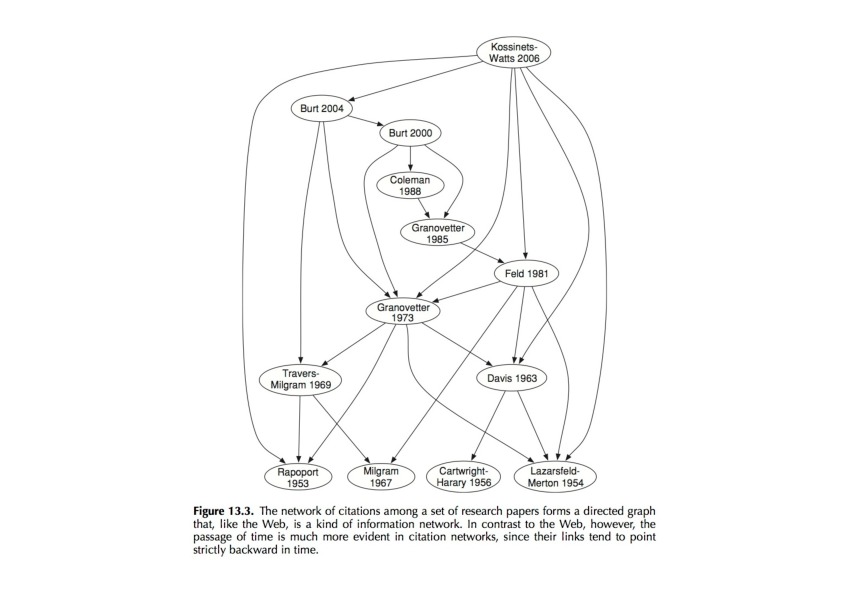 Kossinets-
Watts 2006
Burt 2004
Burt 2000
Coleman
1988
Granovetter
1985
Feld 1981
Granovetter
1973
Travers-
Milgram 1969
Davis 1963
Rapoport
1953
Milgram
1967
Cartwright-
Harary 1956
Lazarsfeld-
Merton 1954
Figure 13.3. The network of citations among a set of research papers forms a directed graph
that, like the Web, is a kind of information network. In contrast to the Web, however, the
passage of time is much more evident in citation networks, since their links tend to point
strictly backward in time.